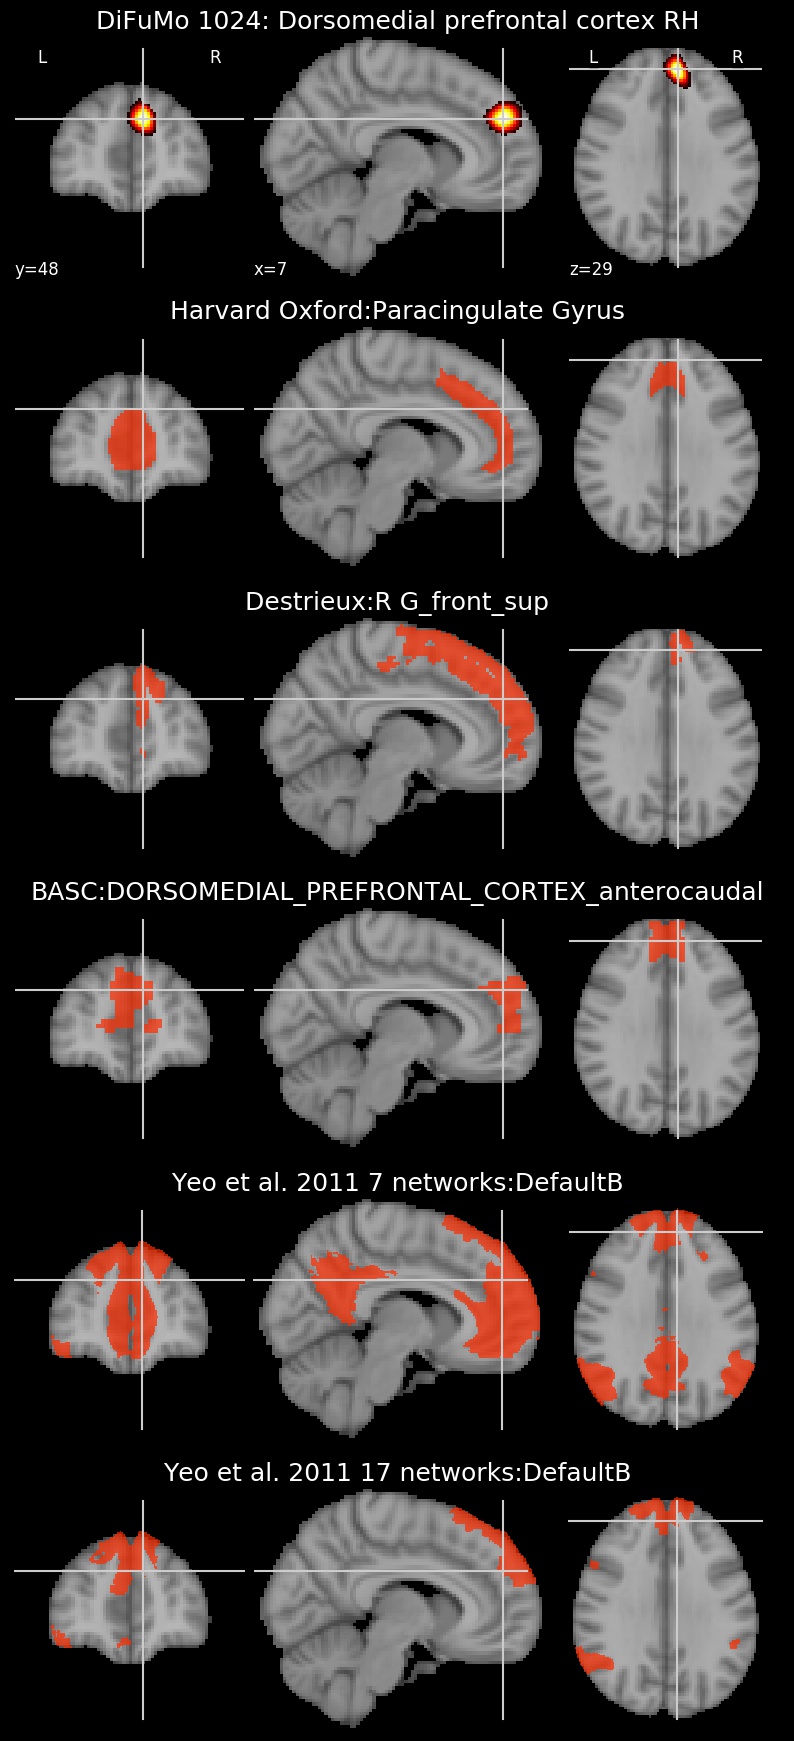 DiFuMo 1024: Dorsomedial prefrontal cortex RH
L R L R
y=48 x=7 z=29
Harvard Oxford:Paracingulate Gyrus
Destrieux:R G_front_sup
BASC:DORSOMEDIAL_PREFRONTAL_CORTEX_anterocaudal
Yeo et al. 2011 7 networks:DefaultB
Yeo et al. 2011 17 networks:DefaultB